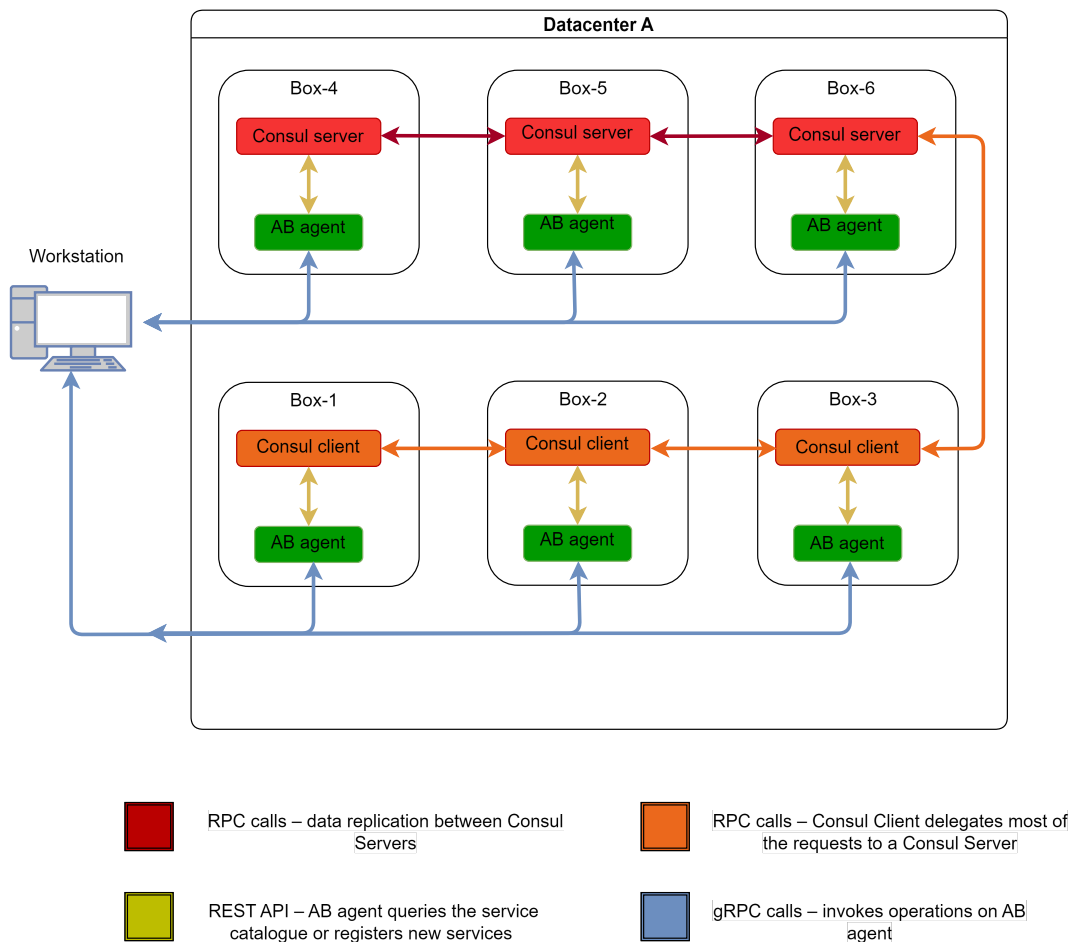 Datacenter A
Box-4
Box-5
Box-6
Consul server
Consul server
Consul server
AB agent
AB agent
AB agent
Workstation
Box-1
Box-2
Box-3
Consul client
Consul client
Consul client
AB agent
AB agent
AB agent
RPC calls – data replication between Consul
Servers
RPC calls – Consul Client delegates most of
the requests to a Consul Server
REST API – AB agent queries the service
catalogue or registers new services
gRPC calls – invokes operations on AB
agent